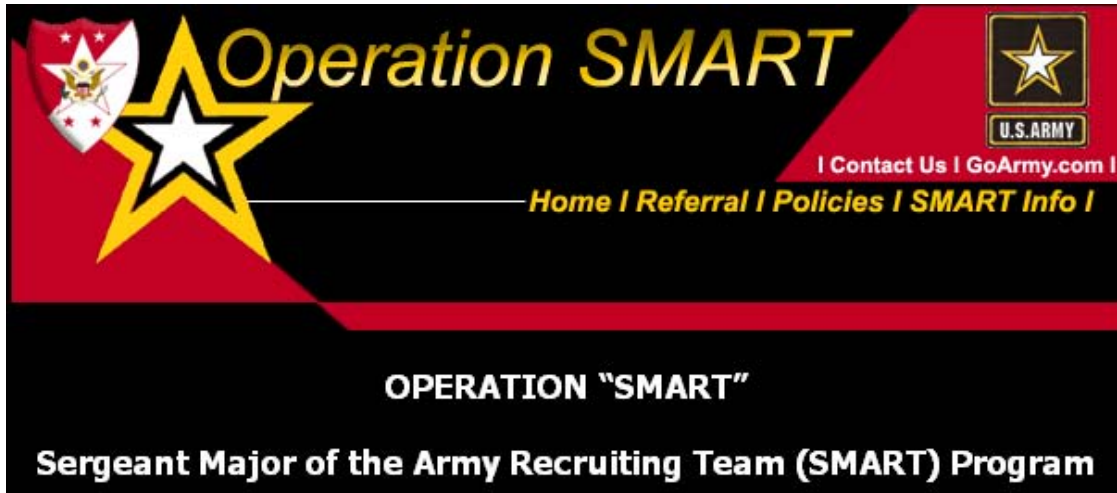 Operation SMART
U.S.ARMY
I Contact Us I GoArmy.com I
Home I Referral I Policies I SMART Info I
OPERATION “SMART”
Sergeant Major of the Army Recruiting Team (SMART) Program